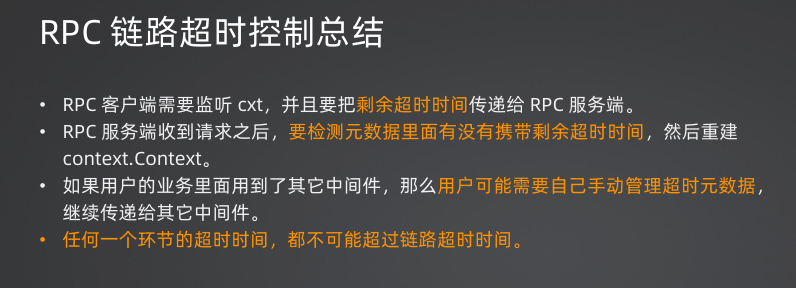 RPC 链路超时控制总结
• RPC 客户端需要监听 cxt，并且要把剩余超时时间传递给 RPC 服务端。
• RPC 服务端收到请求之后，要检测元数据里面有没有携带剩余超时时间，然后重建
context.Context。
• 如果用户的业务里面用到了其它中间件，那么用户可能需要自己手动管理超时元数据，
继续传递给其它中间件。
• 任何一个环节的超时时间，都不可能超过链路超时时间。